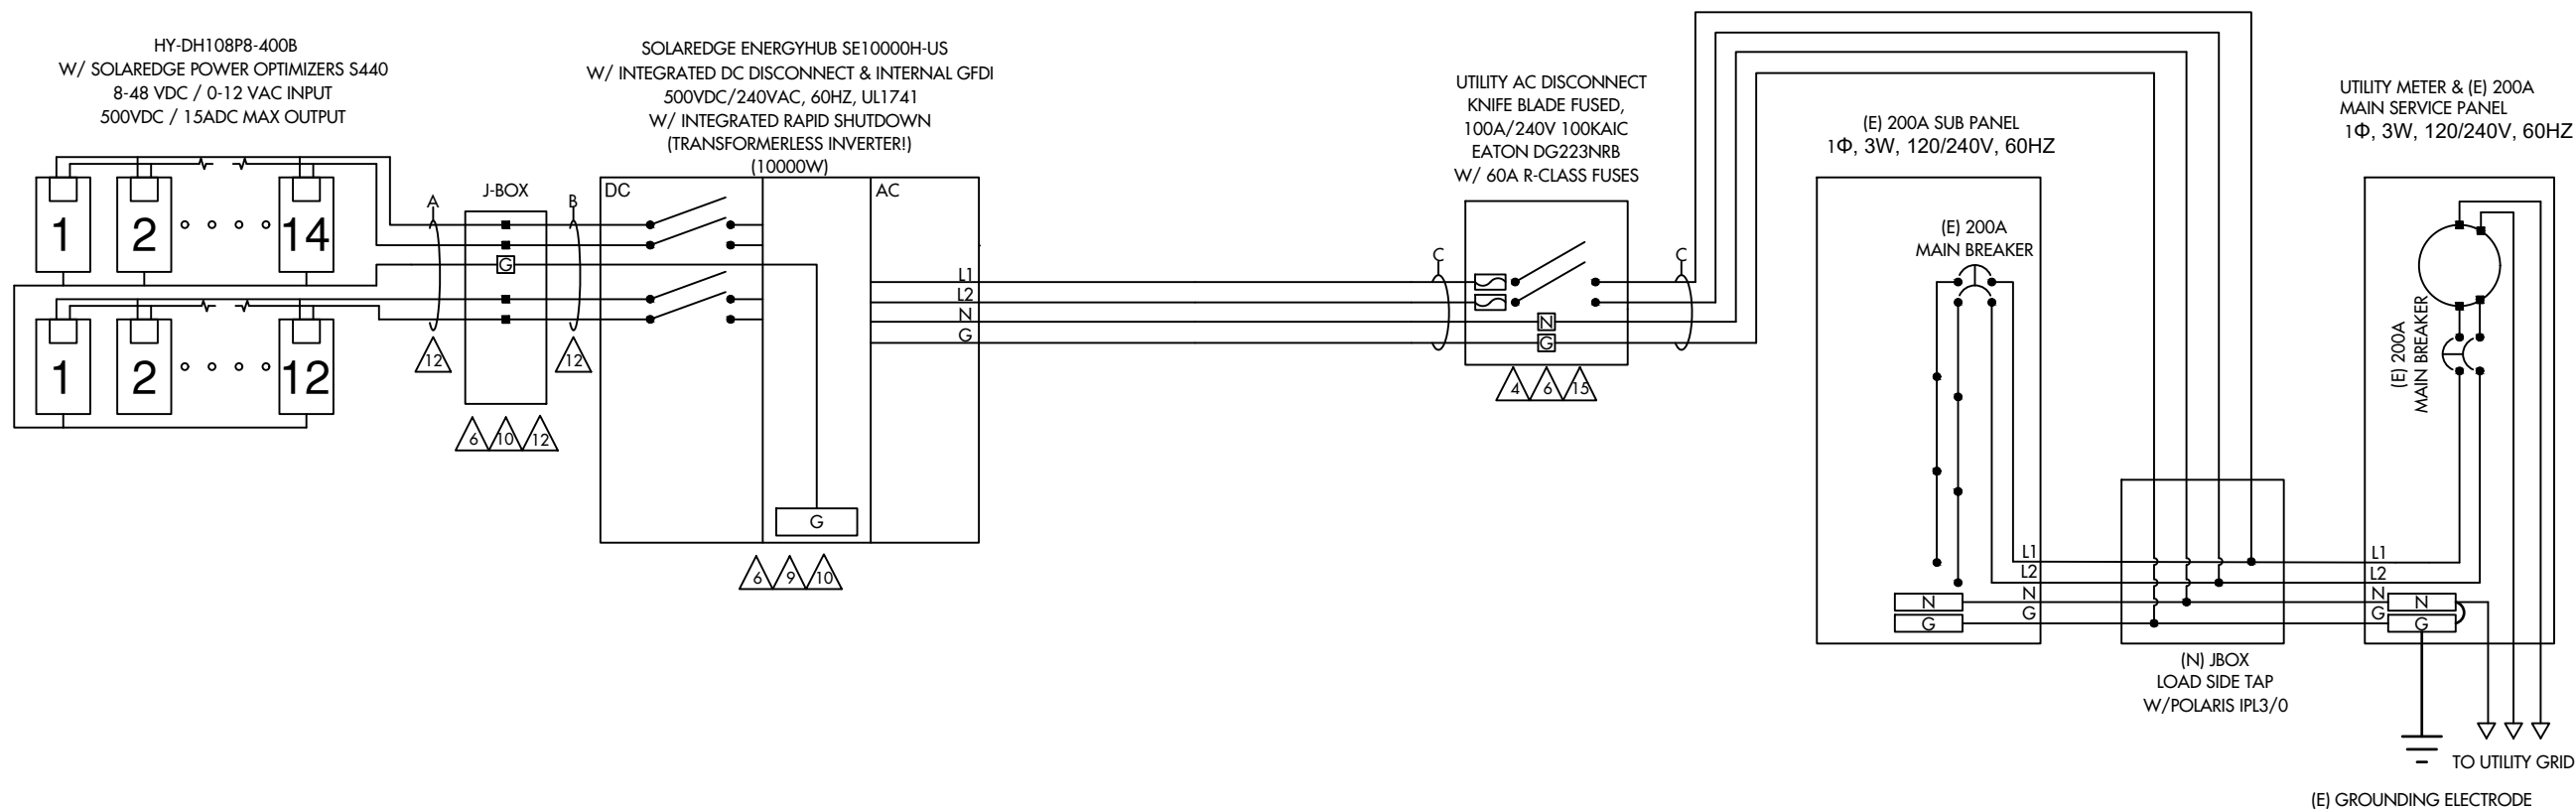 HY-DH108P8-400B
W/ SOLAREDGE POWER OPTIMIZERS S440
8-48 VDC / 0-12 VAC INPUT
500VDC / 15ADC MAX OUTPUT
1
2
14
1
2
12
A
J-BOX
B
G
12
12
6
10
12
SOLAREDGE ENERGYHUB SE10000H-US
W/ INTEGRATED DC DISCONNECT & INTERNAL GFDI
500VDC/240VAC, 60HZ, UL1741
W/ INTEGRATED RAPID SHUTDOWN
(TRANSFORMERLESS INVERTER!)
(10000W)
DC
AC
L1
L2
N
G
G
6
9
10
UTILITY AC DISCONNECT
KNIFE BLADE FUSED,
100A/240V 100KAIC
EATON DG223NRB
W/ 60A R-CLASS FUSES
C
C
N
G
4
6
15
(E) 200A SUB PANEL
1Φ, 3W, 120/240V, 60HZ
(E) 200A
MAIN BREAKER
L1
L2
N
G
N
G
(N) JBOX
LOAD SIDE TAP
W/POLARIS IPL3/0
UTILITY METER & (E) 200A
MAIN SERVICE PANEL
1Φ, 3W, 120/240V, 60HZ
(E) 200A
MAIN BREAKER
L1
L2
N
G
N
G
TO UTILITY GRID
(E) GROUNDING ELECTRODE